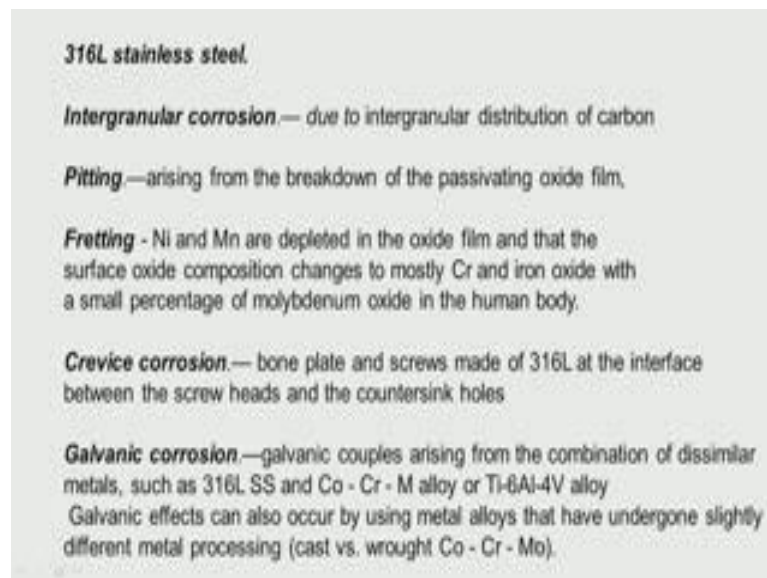 316L stainless steel.
Intergranular corrosion.— due to intergranular distribution of carbon
Pitting.—arising from the breakdown of the passivating oxide film,
Fretting - Ni and Mn are depleted in the oxide film and that the
surface oxide composition changes to mostly Cr and iron oxide with
a small percentage of molybdenum oxide in the human body.
Crevice corrosion.— bone plate and screws made of 316L at the interface
between the screw heads and the countersink holes
Galvanic corrosion.—galvanic couples arising from the combination of dissimilar
metals, such as 316L SS and Co - Cr - M alloy or Ti-6Al-4V alloy
Galvanic effects can also occur by using metal alloys that have undergone slightly
different metal processing (cast vs. wrought Co - Cr - Mo).